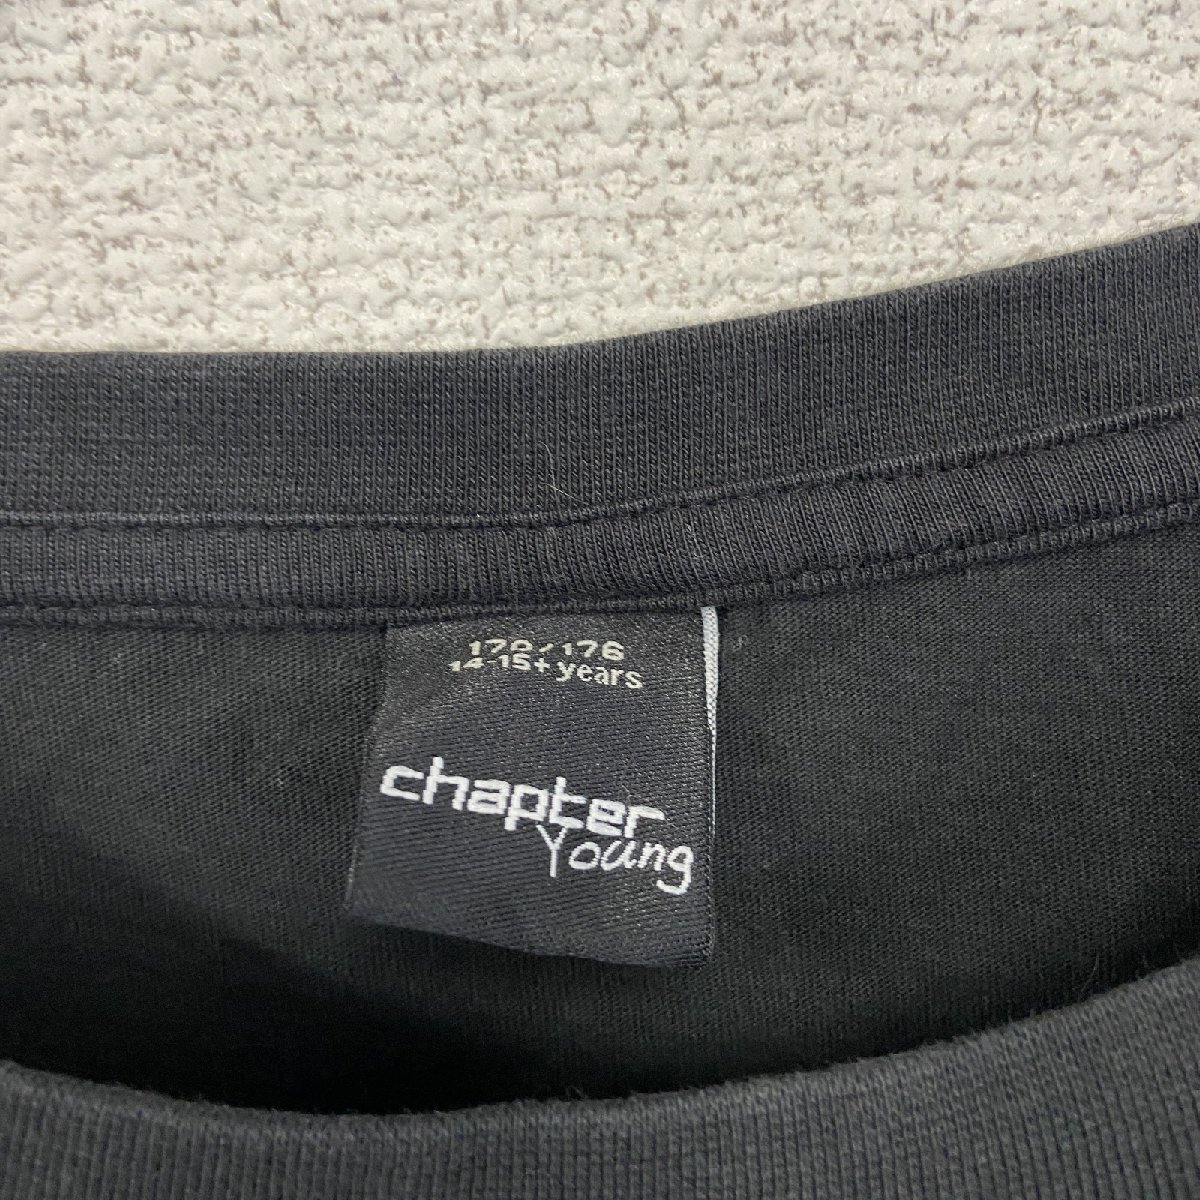 170/176
14-15+ years
chapter
Young